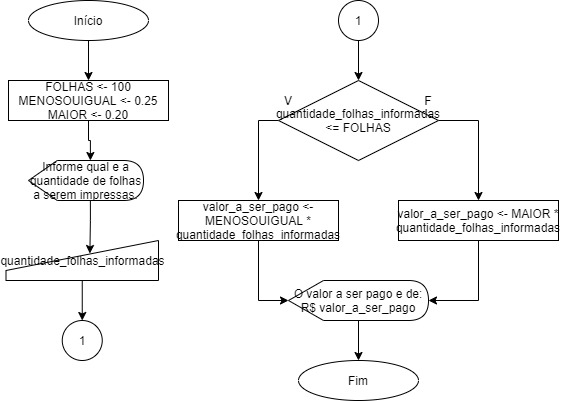 Início
FOLHAS <- 100
MENOSOUIGUAL <- 0.25
MAIOR <- 0.20
Informe qual e a
quantidade de folhas
a serem impressas.
quantidade_folhas_informadas
1
1
V
F
quantidade_folhas_informadas
<= FOLHAS
valor_a_ser_pago <-
MENOSOUIGUAL *
quantidade_folhas_informadas
valor_a_ser_pago <- MAIOR *
quantidade_folhas_informadas
O valor a ser pago e de:
R$ valor_a_ser_pago
Fim